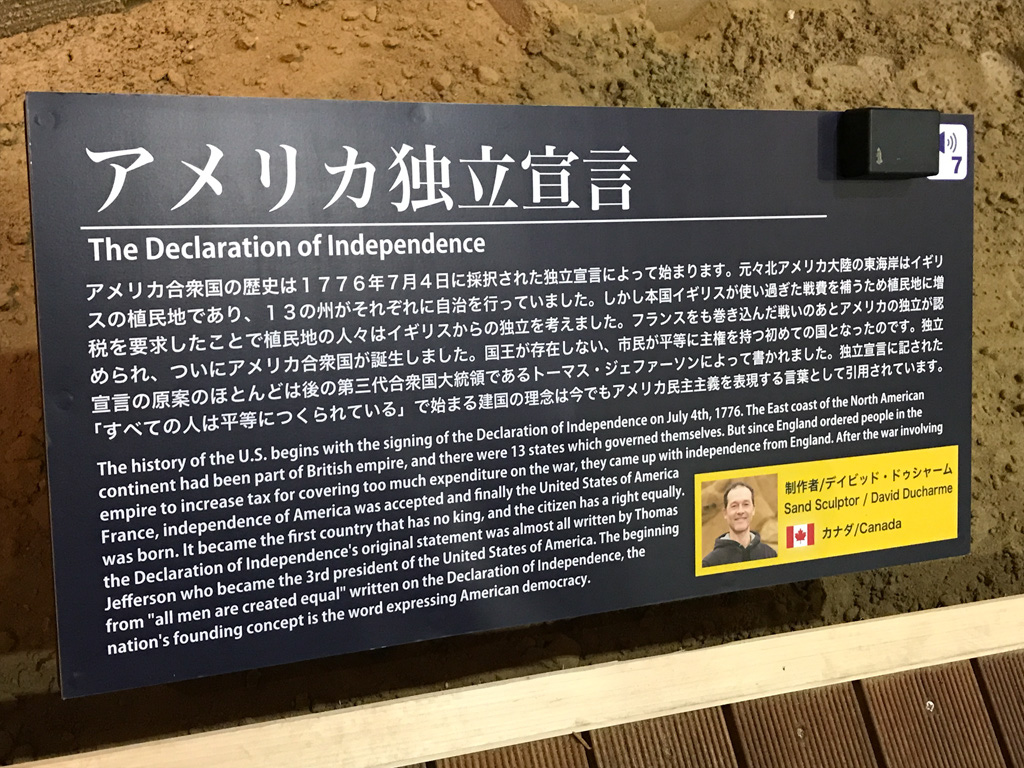 アメリカ独立宣言
7
The Declaration of Independence
アメリカ合衆国の歴史は１７７６年７月４日に採択された独立宣言によって始まります。元々北アメリカ大陸の東海岸はイギリ
スの植民地であり、１３の州がそれぞれに自治を行っていました。しかし本国イギリスが使い過ぎた戦費を補うため植民地に増
税を要求したことで植民地の人々はイギリスからの独立を考えました。フランスをも巻き込んだ戦いのあとアメリカの独立が認
められ、ついにアメリカ合衆国が誕生しました。国王が存在しない、市民が平等に主権を持つ初めての国となったのです。独立
宣言の原案のほとんどは後の第三代合衆国大統領であるトーマス・ジェファーソンによって書かれました。独立宣言に記された
「すべての人は平等につくられている」で始まる建国の理念は今でもアメリカ民主主義を表現する言葉として引用されています。
The history of the U.S. begins with the signing of the Declaration of Independence on July 4th, 1776. The East coast of the North American
continent had been part of British empire, and there were 13 states which governed themselves. But since England ordered people in the
empire to increase tax for covering too much expenditure on the war, they came up with independence from England. After the war involving
France, independence of America was accepted and finally the United States of America
was born. It became the first country that has no king, and the citizen has a right equally.
the Declaration of Independence's original statement was almost all written by Thomas
Jefferson who became the 3rd president of the United States of America. The beginning
from "all men are created equal" written on the Declaration of Independence, the
nation's founding concept is the word expressing American democracy.
制作者/デイビッド・ドゥシャーム
Sand Sculptor / David Ducharme
カナダ/Canada